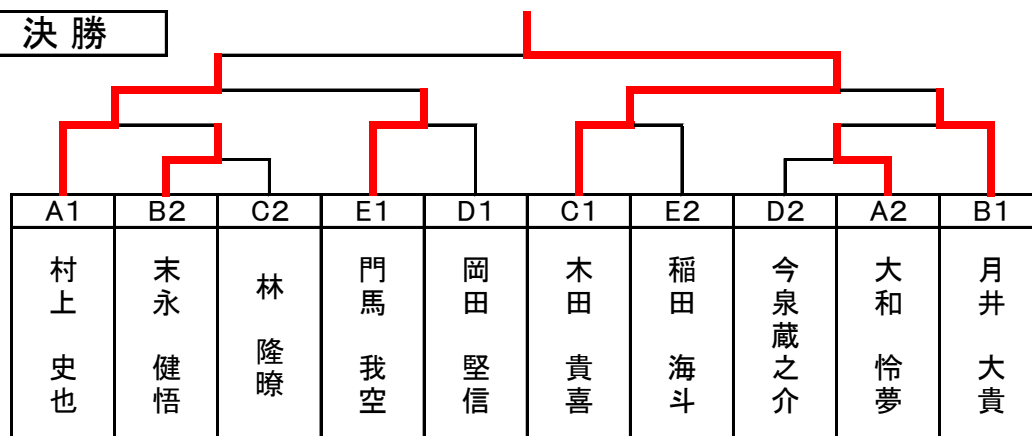 決勝
A1 B2 C2 E1 D1 C1 E2 D2 A2 B1
村上 史也
末永 健悟
林 隆暸
門馬 我空
岡田 堅信
木田 貴喜
稲田 海斗
今泉蔵之介
大和 怜夢
月井 大貴